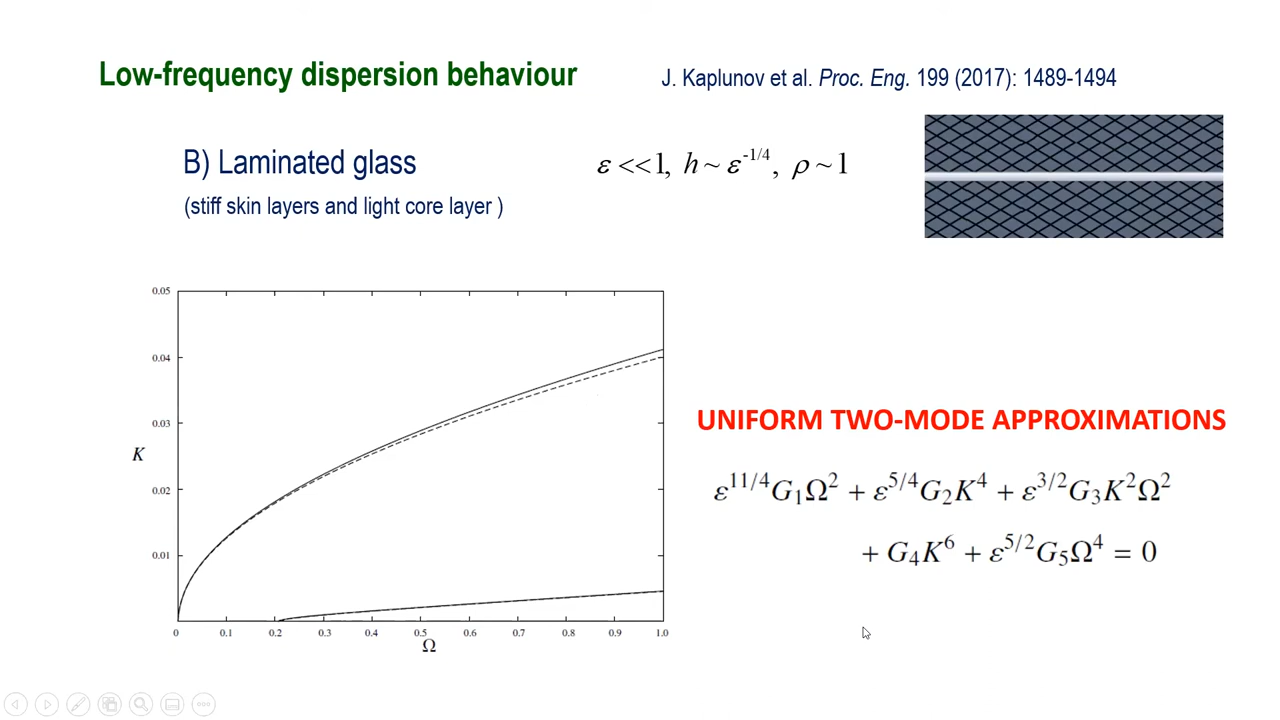 Low-frequency dispersion behaviour
J. Kaplunov et al. Proc. Eng. 199 (2017): 1489-1494
B) Laminated glass
ε <<1, h ~ ε^{-1/4}, ρ ~ 1
(stiff skin layers and light core layer )
0.05
0.04
0.03
0.02
0.01
K
0 0.1 0.2 0.3 0.4 0.5 0.6 0.7 0.8 0.9 1.0
Ω
UNIFORM TWO-MODE APPROXIMATIONS
ε^{11/4}G₁Ω² + ε^{5/4}G₂K⁴ + ε^{3/2}G₃K²Ω²
+ G₄K⁶ + ε^{5/2}G₅Ω⁴ = 0